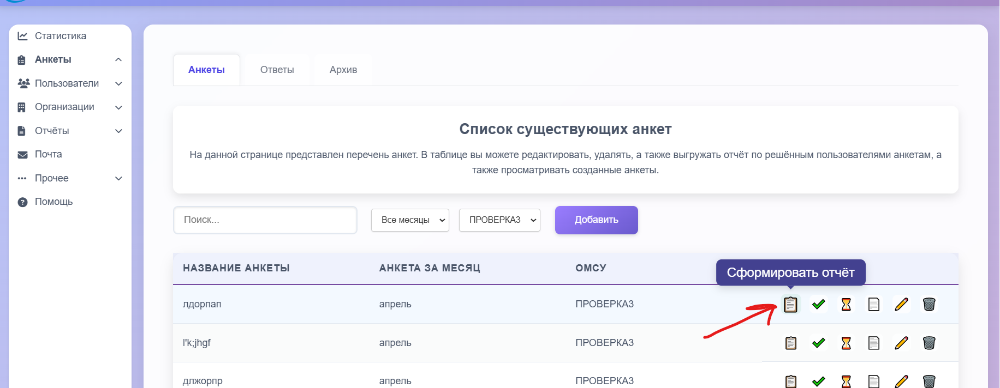 Статистика
Анкеты
Пользователи
Организации
Отчёты
Почта
Прочее
Помощь
Анкеты Ответы Архив
Список существующих анкет
На данной странице представлен перечень анкет. В таблице вы можете редактировать, удалять, а также выгружать отчёт по решённым пользователями анкетам, а
также просматривать созданные анкеты.
Поиск... Все месяцы ПРОВЕРКА3 Добавить
НАЗВАНИЕ АНКЕТЫ АНКЕТА ЗА МЕСЯЦ ОМСУ
Сформировать отчёт
лдорпап апрель ПРОВЕРКА3
l'k;jhgf апрель ПРОВЕРКА3
длжорпр апрель ПРОВЕРКА3